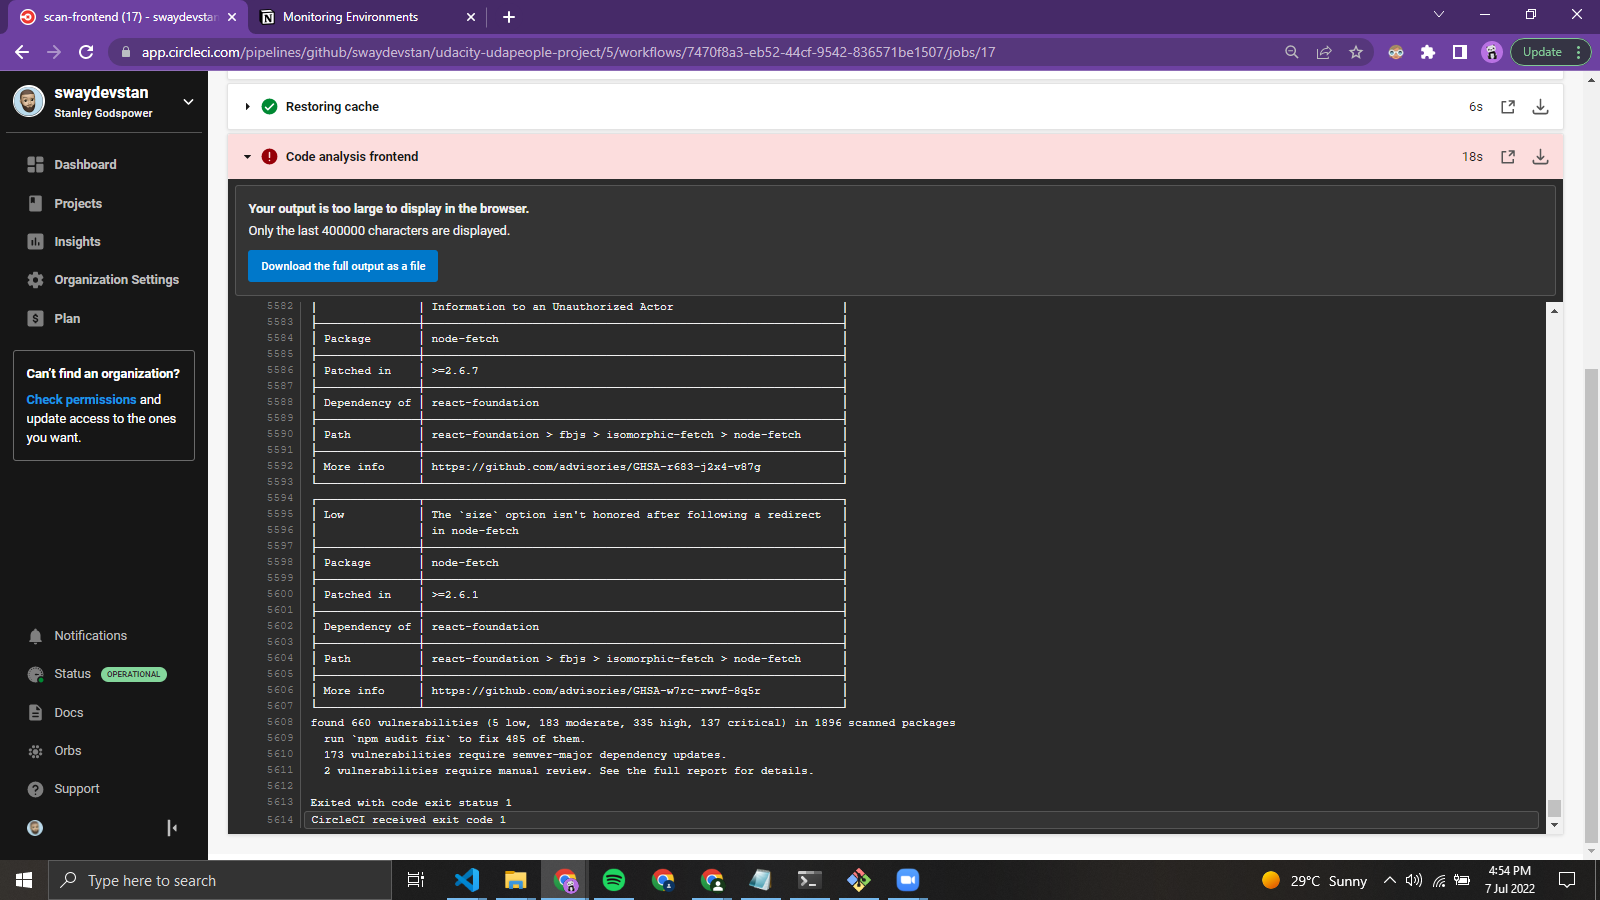 scan-frontend (17) - swaydevstan
Monitoring Environments
app.circleci.com/pipelines/github/swaydevstan/udacity-udapeople-project/5/workflows/7470f8a3-eb52-44cf-9542-836571be1507/jobs/17
Update
swaydevstan
Stanley Godspower
Dashboard
Projects
Insights
Organization Settings
Plan
Can't find an organization?
Check permissions and
update access to the ones
you want.
Notifications
Status OPERATIONAL
Docs
Orbs
Support
Restoring cache
6s
Code analysis frontend
18s
Your output is too large to display in the browser.
Only the last 400000 characters are displayed.
Download the full output as a file
5582 Information to an Unauthorized Actor
5583
5584 Package node-fetch
5585
5586 Patched in >=2.6.7
5587
5588 Dependency of react-foundation
5589
5590 Path react-foundation > fbjs > isomorphic-fetch > node-fetch
5591
5592 More info https://github.com/advisories/GHSA-r683-j2x4-v87g
5593
5594
5595 Low The `size` option isn't honored after following a redirect
5596 in node-fetch
5597
5598 Package node-fetch
5599
5600 Patched in >=2.6.1
5601
5602 Dependency of react-foundation
5603
5604 Path react-foundation > fbjs > isomorphic-fetch > node-fetch
5605
5606 More info https://github.com/advisories/GHSA-w7rc-rwvf-8q5r
5607
5608 found 660 vulnerabilities (5 low, 183 moderate, 335 high, 137 critical) in 1896 scanned packages
5609 run `npm audit fix` to fix 485 of them.
5610 173 vulnerabilities require semver-major dependency updates.
5611 2 vulnerabilities require manual review. See the full report for details.
5612
5613 Exited with code exit status 1
5614 CircleCI received exit code 1
Type here to search
29°C Sunny
4:54 PM
7 Jul 2022